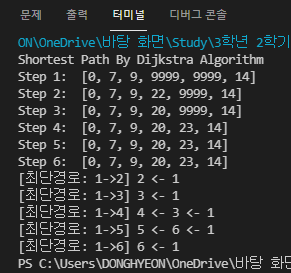 문제 출력 터미널 디버그 콘솔
ON\OneDrive\바탕 화면\Study\3학년 2학기
Shortest Path By Dijkstra Algorithm
Step 1:  [0, 7, 9, 9999, 9999, 14]
Step 2:  [0, 7, 9, 22, 9999, 14]
Step 3:  [0, 7, 9, 20, 9999, 14]
Step 4:  [0, 7, 9, 20, 23, 14]
Step 5:  [0, 7, 9, 20, 23, 14]
Step 6:  [0, 7, 9, 20, 23, 14]
[최단경로: 1->2] 2 <- 1
[최단경로: 1->3] 3 <- 1
[최단경로: 1->4] 4 <- 3 <- 1
[최단경로: 1->5] 5 <- 6 <- 1
[최단경로: 1->6] 6 <- 1
PS C:\Users\DONGHYEON\OneDrive\바탕 화면